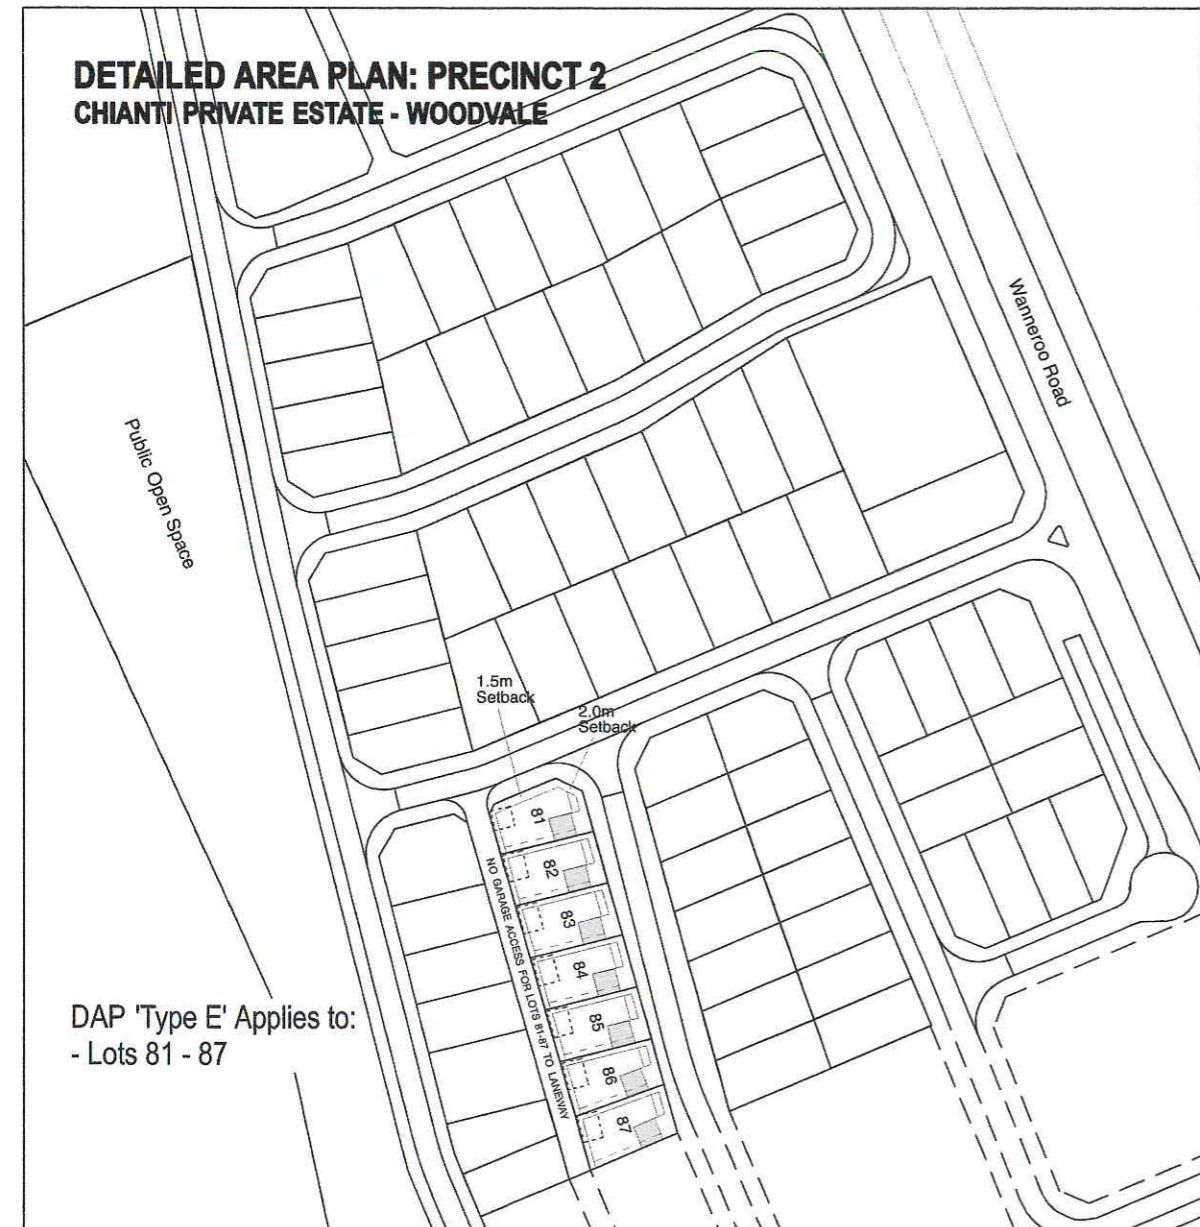 DETAILED AREA PLAN: PRECINCT 2
CHIANTI PRIVATE ESTATE - WOODVALE
Wanneroo Road
Public Open Space
1.5m
Setback
2.0m
Setback
81
82
83
84
85
86
87
NO GARAGE ACCESS FOR LOTS 81-87 TO LANEWAY
DAP 'Type E' Applies to:
- Lots 81 - 87